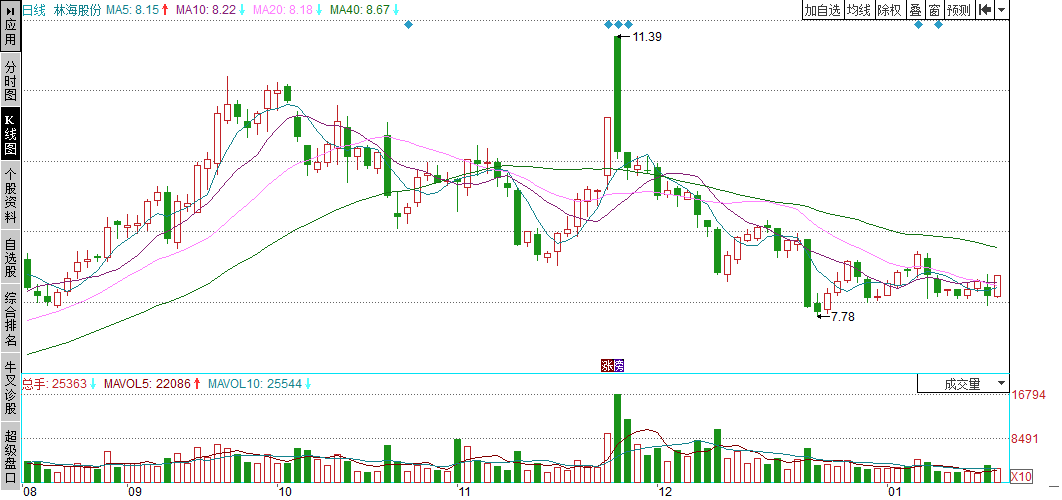 日线 林海股份 MA5: 8.15 MA10: 8.22 MA20: 8.18 MA40: 8.67
加自选 均线 除权 叠 窗 预测
应用
分时图
K线图
个股资料
自选股
综合排名
牛叉诊股
超级盘口
11.39
7.78
涨榜
总手: 25363 MAVOL5: 22086 MAVOL10: 25544
成交量
16794
8491
X10
08 09 10 11 12 01